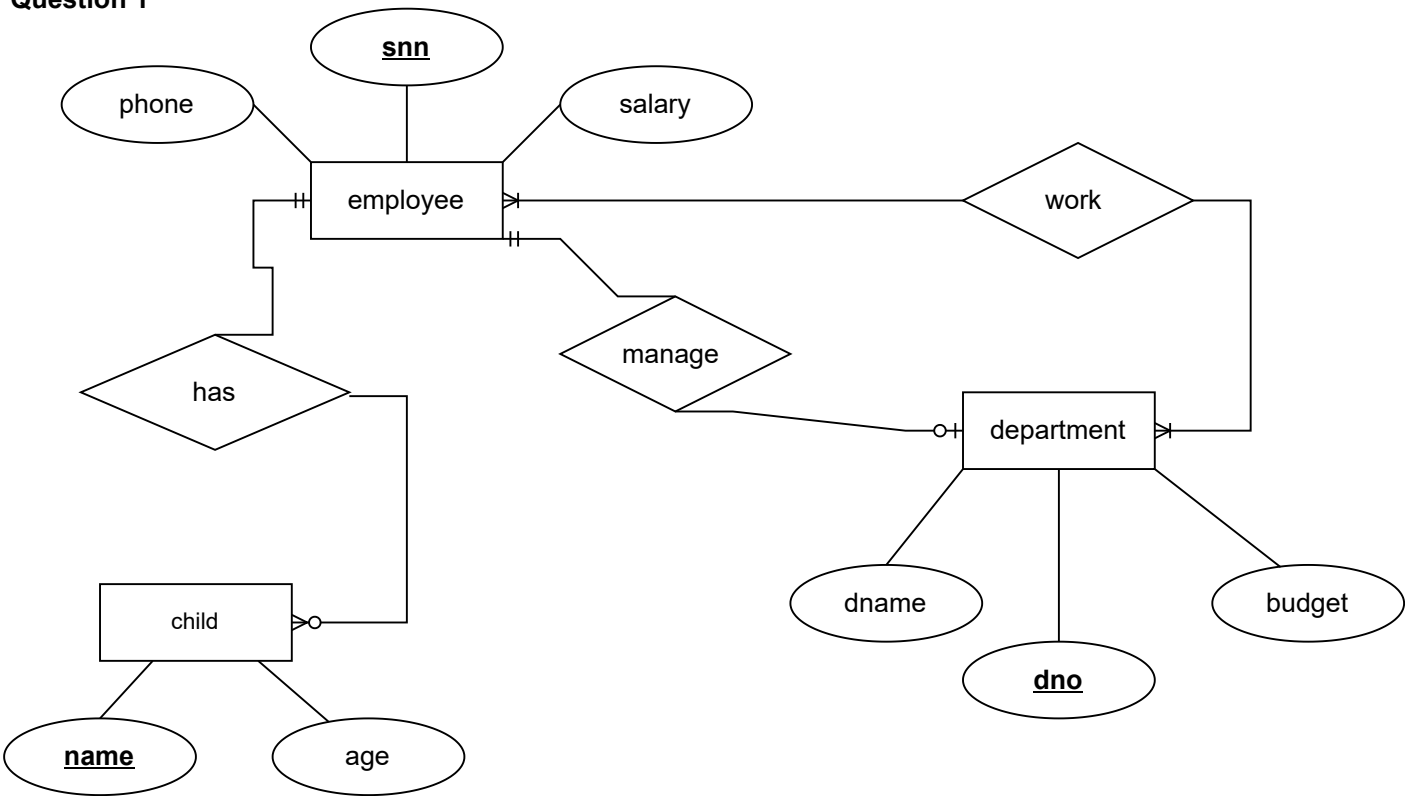 Question 1
snn
phone
salary
employee
work
manage
has
department
child
dname
budget
dno
name
age